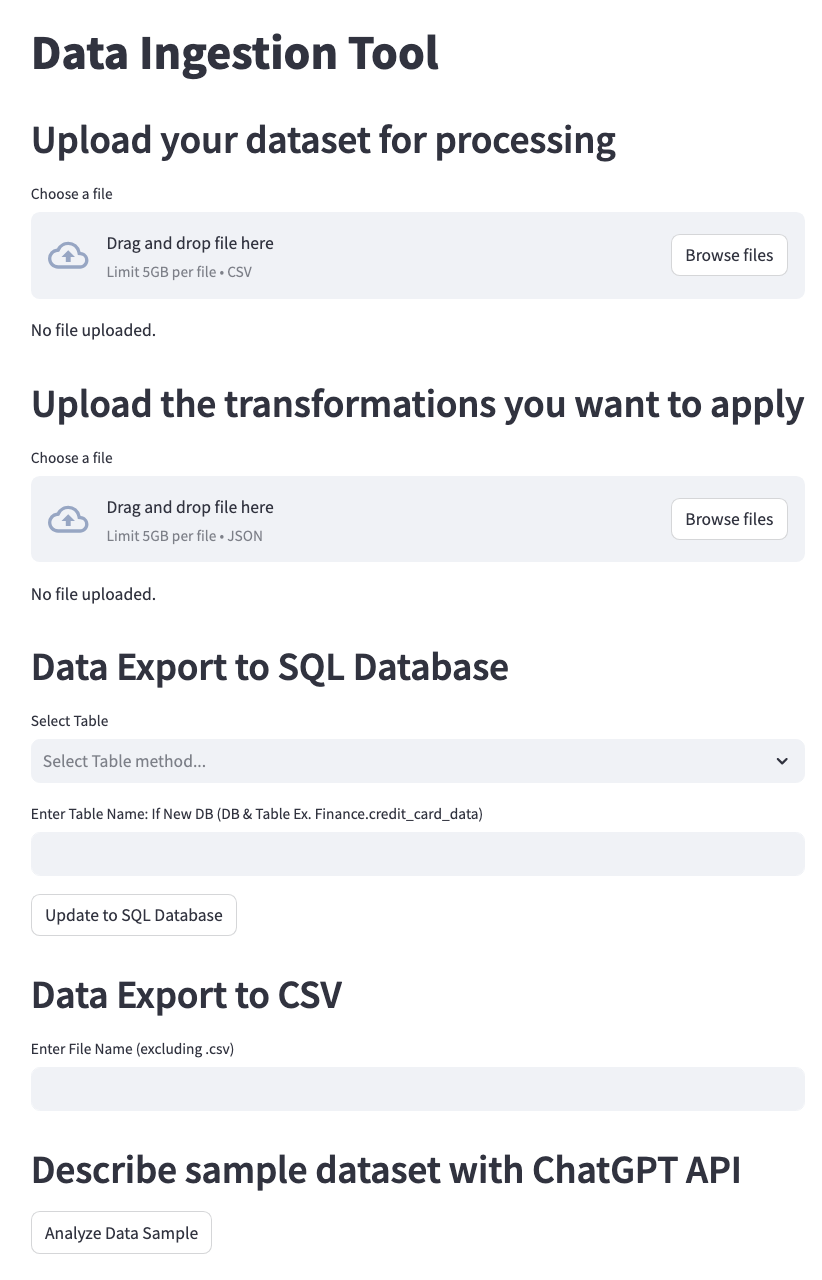 Data Ingestion Tool
Upload your dataset for processing
Choose a file
Drag and drop file here
Limit 5GB per file • CSV
Browse files
No file uploaded.
Upload the transformations you want to apply
Choose a file
Drag and drop file here
Limit 5GB per file • JSON
Browse files
No file uploaded.
Data Export to SQL Database
Select Table
Select Table method...
Enter Table Name: If New DB (DB & Table Ex. Finance.credit_card_data)
Update to SQL Database
Data Export to CSV
Enter File Name (excluding .csv)
Describe sample dataset with ChatGPT API
Analyze Data Sample